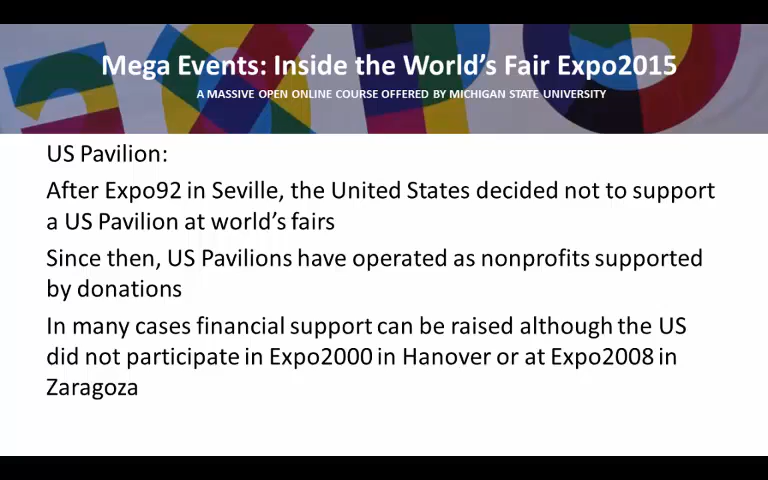 Mega Events: Inside the World's Fair Expo2015
A MASSIVE OPEN ONLINE COURSE OFFERED BY MICHIGAN STATE UNIVERSITY
US Pavilion:
After Expo92 in Seville, the United States decided not to support
a US Pavilion at world's fairs
Since then, US Pavilions have operated as nonprofits supported
by donations
In many cases financial support can be raised although the US
did not participate in Expo2000 in Hanover or at Expo2008 in
Zaragoza